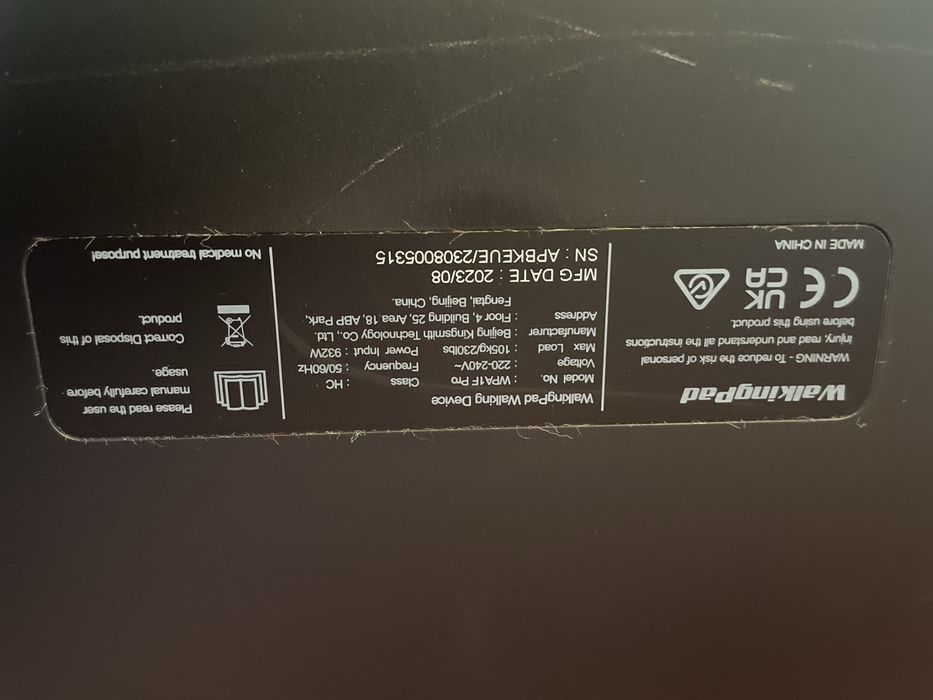 WalkingPad
WARNING - To reduce the risk of personal
injury, read and understand all the instructions
before using this product.
CE UK CA
MADE IN CHINA
WalkingPad Walking Device
Model No. : WPA1F Pro Class : HC
Voltage : 220-240V~ Frequency : 50/60Hz
Max Load : 105kg/230lbs Power Input : 932W
Manufacturer : Beijing Kingsmith Technology Co., Ltd.
Address : Floor 4, Building 25, Area 18, ABP Park,
Fengtai, Beijing, China.
MFG DATE : 2023/08
SN : APBKEUE/2308005315
Please read the user
manual carefully before
usage.
Correct Disposal of this
product.
No medical treatment purpose!